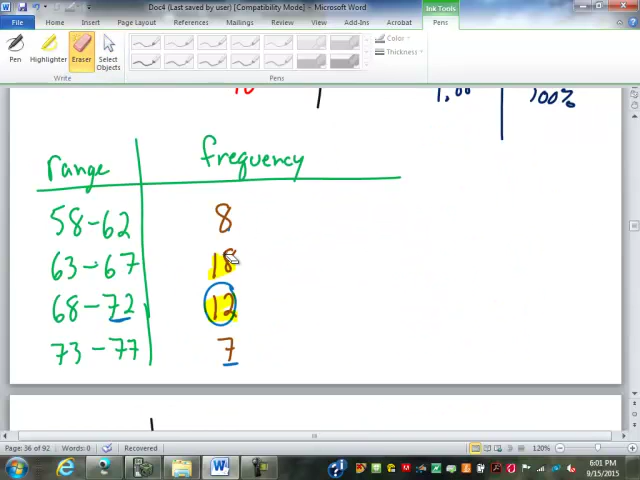 Doc4 (Last saved by user) [Compatibility Mode] - Microsoft Word
Ink Tools
File Home Insert Page Layout References Mailings Review View Add-Ins Acrobat Pens
Pen Highlighter Eraser Select Objects
Color
Thickness
Write Pens
1.00 100%
range frequency
58-62 8
63-67 18
68-72 12
73-77 7
Page: 36 of 92 Words: 0 Recovered 120%
6:01 PM
9/15/2015